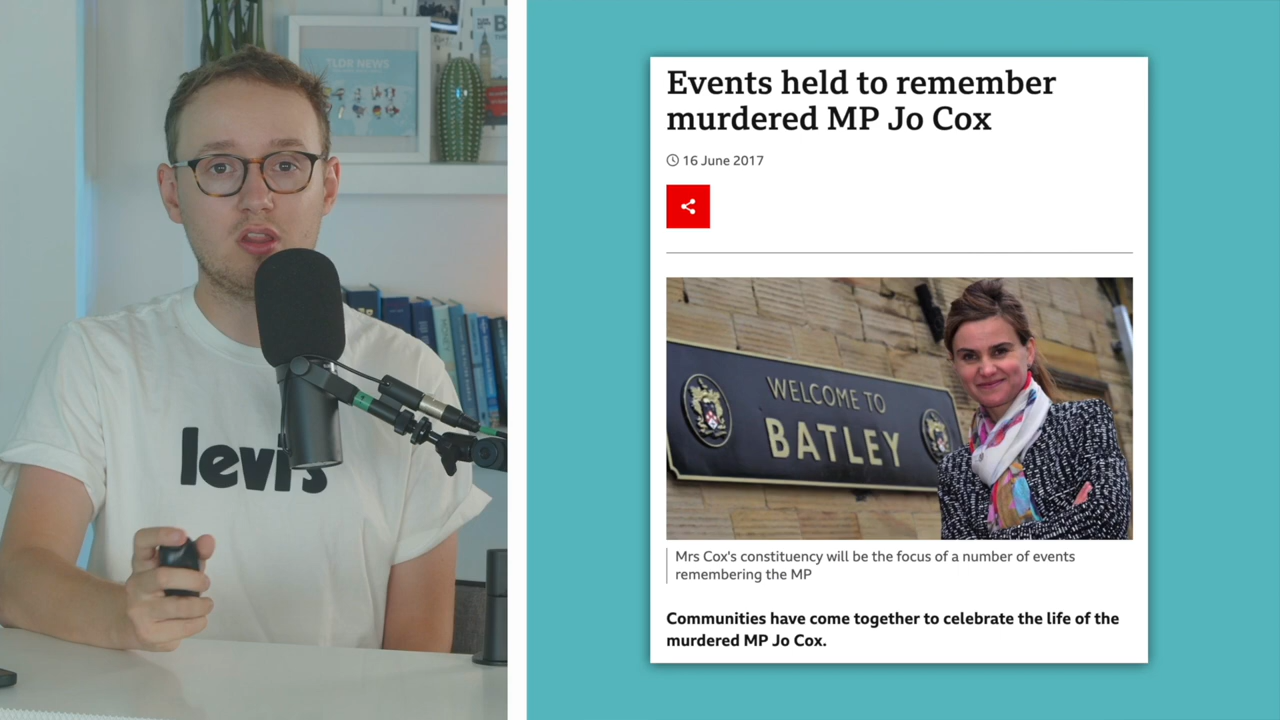 TLDR NEWS
levi's
Events held to remember
murdered MP Jo Cox
16 June 2017
WELCOME TO
BATLEY
Mrs Cox's constituency will be the focus of a number of events
remembering the MP
Communities have come together to celebrate the life of the
murdered MP Jo Cox.